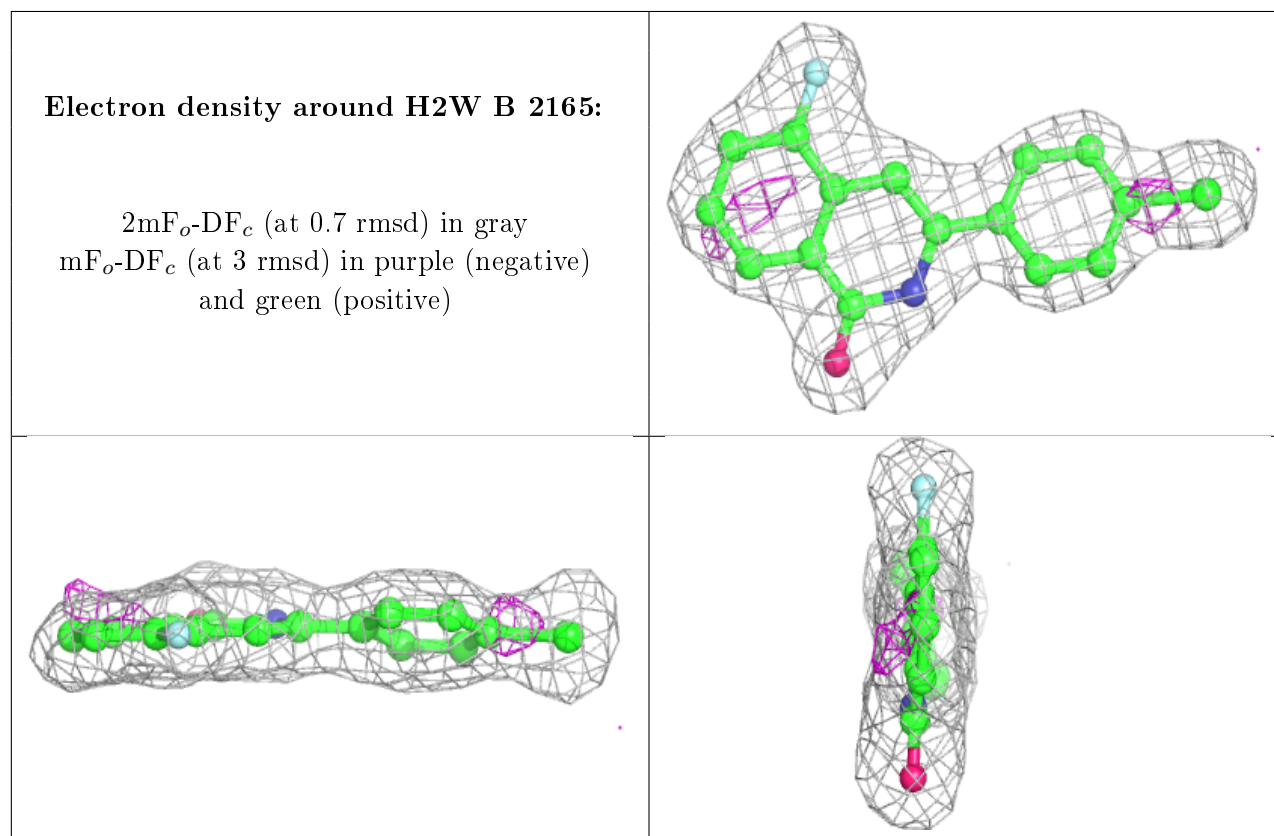 Electron density around H2W B 2165:
2mFo-DFc (at 0.7 rmsd) in gray
mFo-DFc (at 3 rmsd) in purple (negative)
and green (positive)